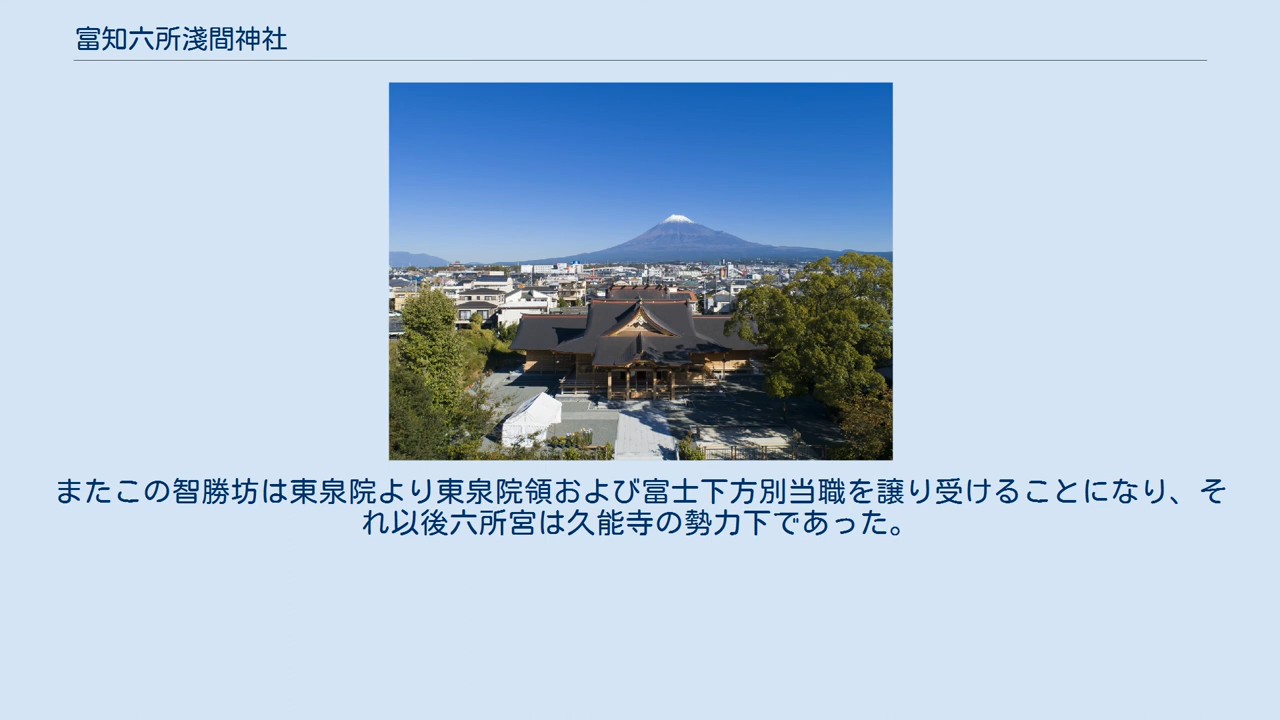 富知六所淺間神社
またこの智勝坊は東泉院より東泉院領および富士下方別当職を譲り受けることになり、そ
れ以後六所宮は久能寺の勢力下であった。